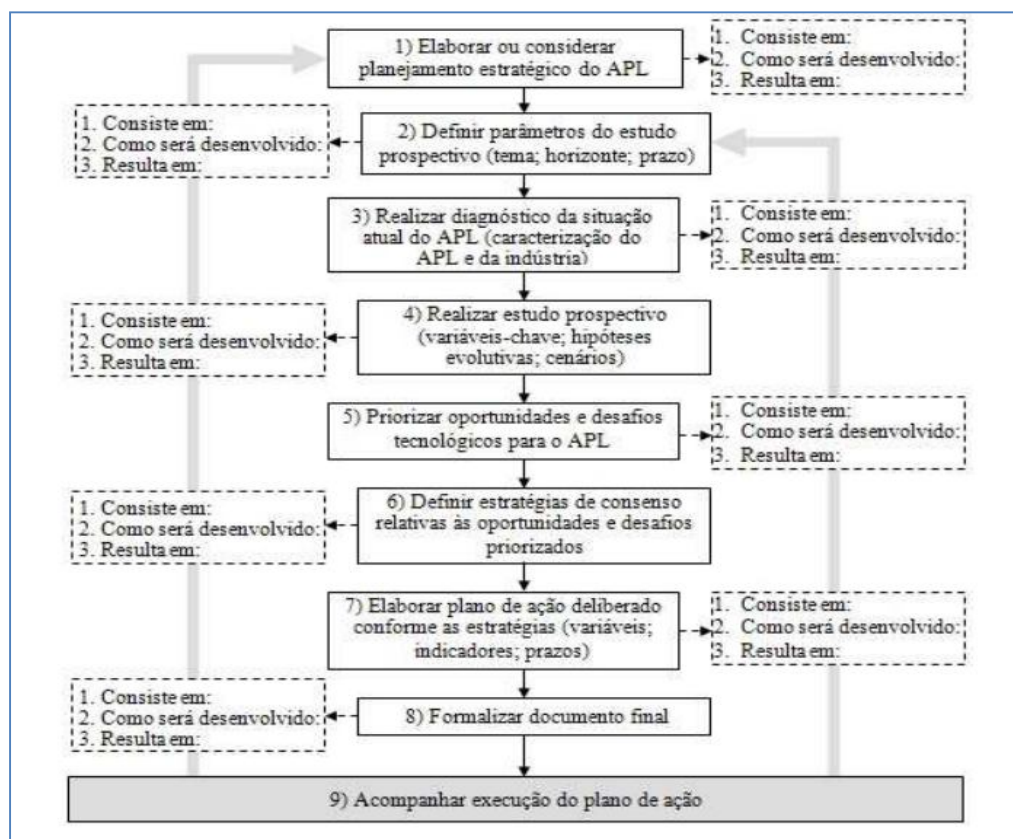 1) Elaborar ou considerar
planejamento estratégico do APL
1. Consiste em:
2. Como será desenvolvido:
3. Resulta em:
1. Consiste em:
2. Como será desenvolvido:
3. Resulta em:
2) Definir parâmetros do estudo
prospectivo (tema; horizonte; prazo)
3) Realizar diagnóstico da situação
atual do APL (caracterização do
APL e da indústria)
1. Consiste em:
2. Como será desenvolvido:
3. Resulta em:
1. Consiste em:
2. Como será desenvolvido:
3. Resulta em:
4) Realizar estudo prospectivo
(variáveis-chave; hipóteses
evolutivas; cenários)
5) Priorizar oportunidades e desafios
tecnológicos para o APL
1. Consiste em:
2. Como será desenvolvido:
3. Resulta em:
1. Consiste em:
2. Como será desenvolvido:
3. Resulta em:
6) Definir estratégias de consenso
relativas às oportunidades e desafios
priorizados
7) Elaborar plano de ação deliberado
conforme as estratégias (variáveis;
indicadores; prazos)
1. Consiste em:
2. Como será desenvolvido:
3. Resulta em:
1. Consiste em:
2. Como será desenvolvido:
3. Resulta em:
8) Formalizar documento final
9) Acompanhar execução do plano de ação